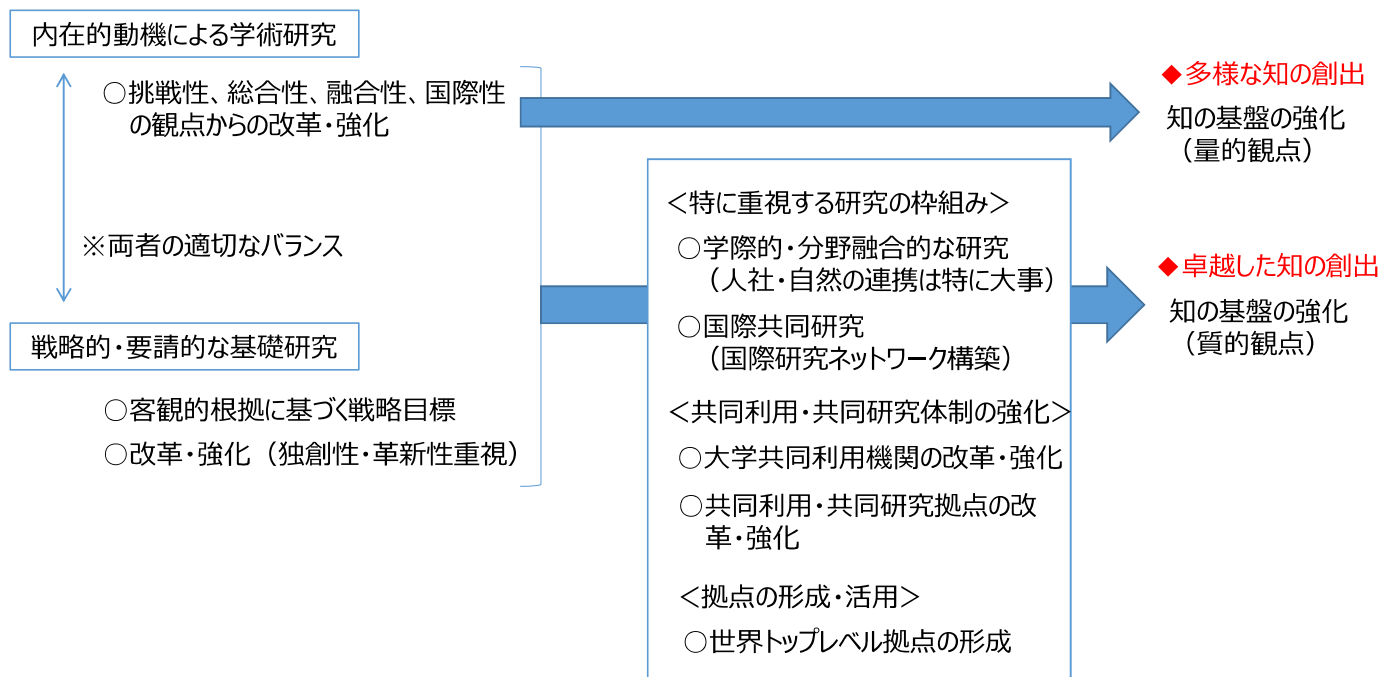 内在的動機による学術研究
○挑戦性、総合性、融合性、国際性
の観点からの改革・強化
※両者の適切なバランス
戦略的・要請的な基礎研究
○客観的根拠に基づく戦略目標
○改革・強化（独創性・革新性重視）
＜特に重視する研究の枠組み＞
○学際的・分野融合的な研究
（人社・自然の連携は特に大事）
○国際共同研究
（国際研究ネットワーク構築）
＜共同利用・共同研究体制の強化＞
○大学共同利用機関の改革・強化
○共同利用・共同研究拠点の改
革・強化
＜拠点の形成・活用＞
○世界トップレベル拠点の形成
◆多様な知の創出
知の基盤の強化
（量的観点）
◆卓越した知の創出
知の基盤の強化
（質的観点）